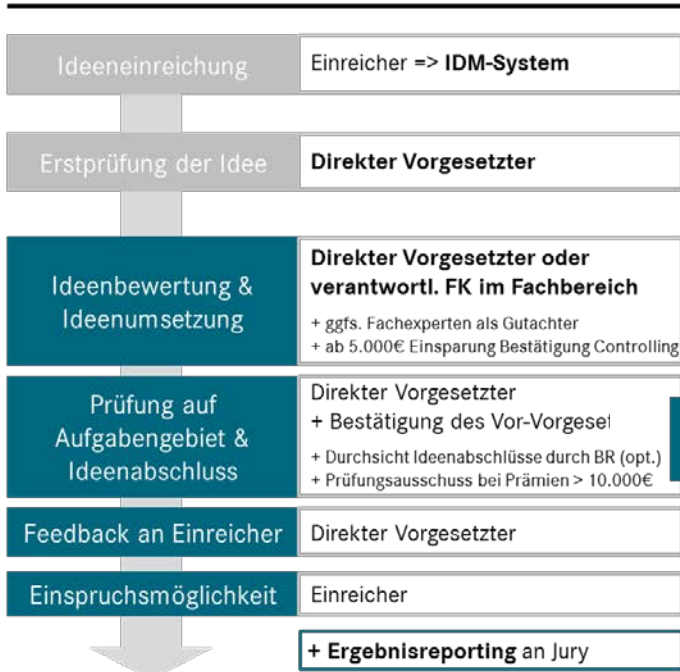 Ideeneinreichung
Einreicher => IDM-System
Erstprüfung der Idee
Direkter Vorgesetzter
Ideenbewertung &
Ideenumsetzung
Direkter Vorgesetzter oder
verantwortl. FK im Fachbereich
+ ggfs. Fachexperten als Gutachter
+ ab 5.000€ Einsparung Bestätigung Controlling
Prüfung auf
Aufgabengebiet &
Ideenabschluss
Direkter Vorgesetzter
+ Bestätigung des
+ Durchsicht Ideenabschlüsse durch BR (opt.)
+ Prüfungsausschuss bei Prämien > 10.000€
Feedback an Einreicher
Direkter Vorgesetzter
Einspruchsmöglichkeit
Einreicher
+ Ergebnisreporting an Jury